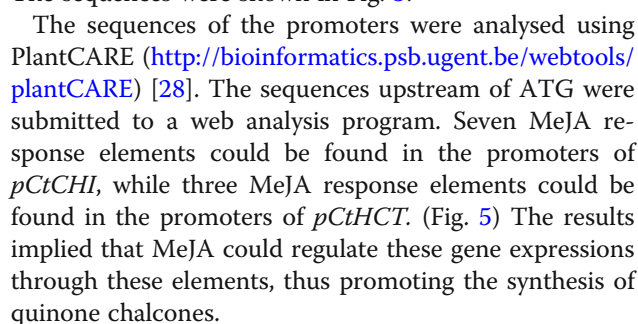 The sequences were shown in Fig.
The sequences of the promoters were analysed using
PlantCARE (http://bioinformatics.psb.ugent.be/webtools/
plantCARE) [28]. The sequences upstream of ATG were
submitted to a web analysis program. Seven MeJA re-
sponse elements could be found in the promoters of
pCtCHI, while three MeJA response elements could be
found in the promoters of pCtHCT. (Fig. 5) The results
implied that MeJA could regulate these gene expressions
through these elements, thus promoting the synthesis of
quinone chalcones.